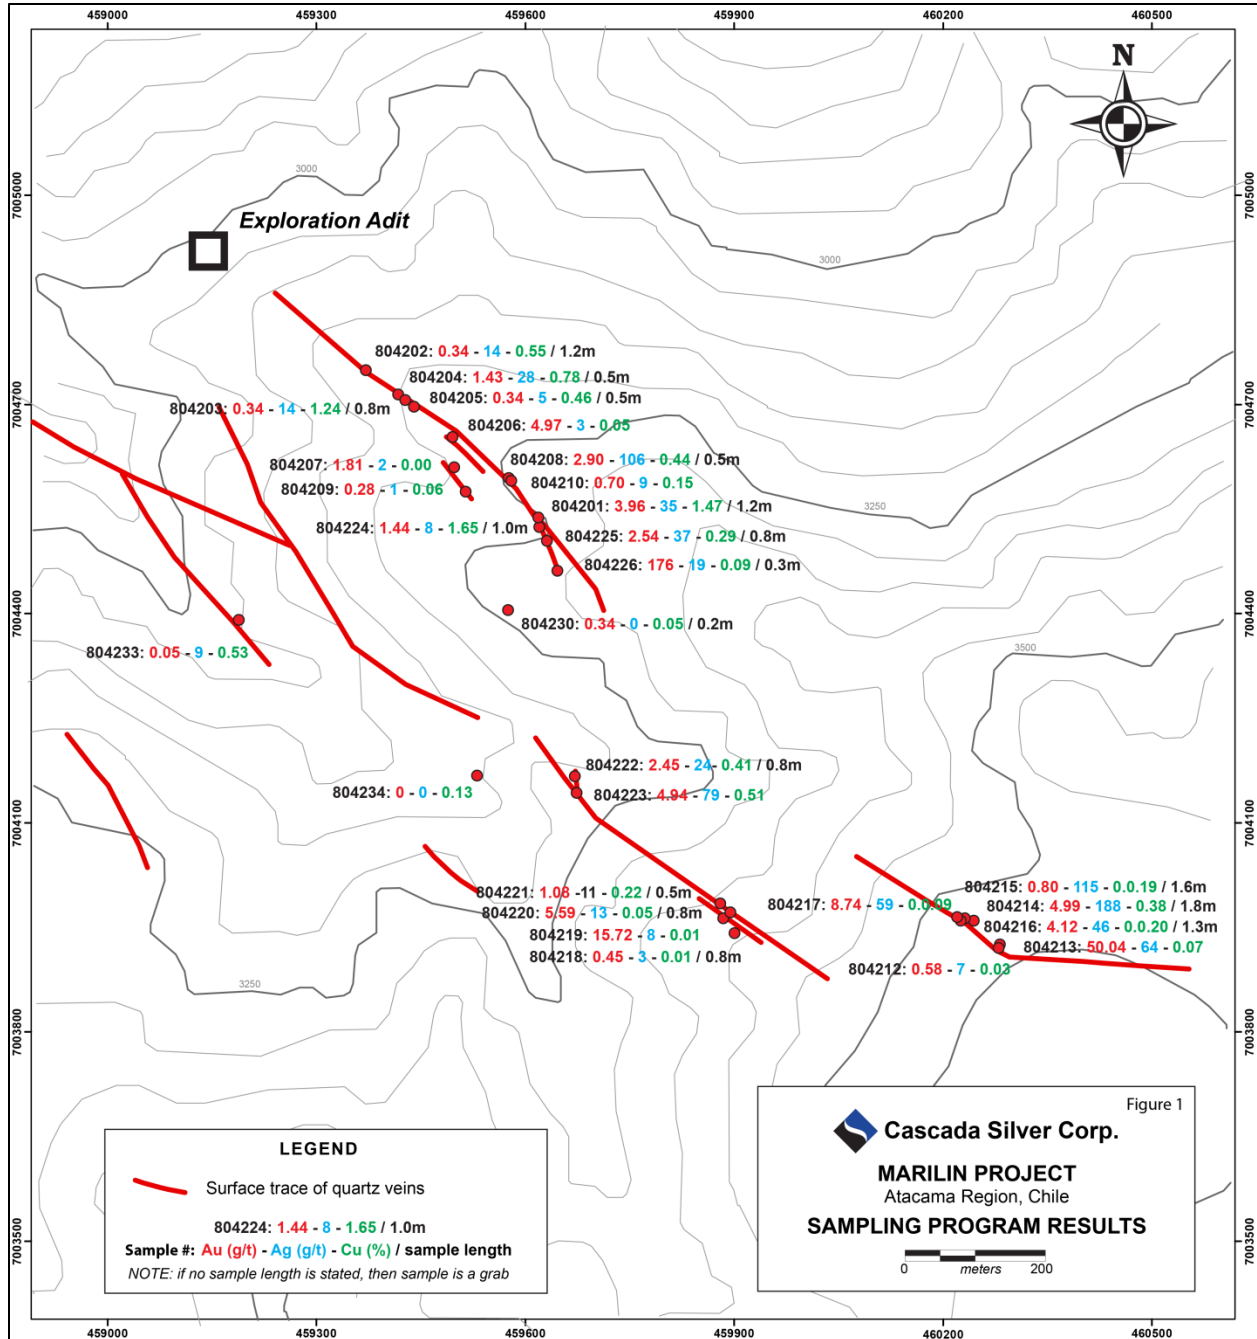 459000 459300 459600 459900 460200 460500
N
3000
7005000 7005000
Exploration Adit
3000
804202: 0.34 - 14 - 0.55 / 1.2m
804204: 1.43 - 28 - 0.78 / 0.5m
804205: 0.34 - 5 - 0.46 / 0.5m
7004700 7004700
804203: 0.34 - 14 - 1.24 / 0.8m
804206: 4.97 - 3 - 0.05
804207: 1.81 - 2 - 0.00
804208: 2.90 - 106 - 0.44 / 0.5m
804209: 0.28 - 1 - 0.06
804210: 0.70 - 9 - 0.15
804201: 3.96 - 35 - 1.47 / 1.2m
3250
804224: 1.44 - 8 - 1.65 / 1.0m
804225: 2.54 - 37 - 0.29 / 0.8m
804226: 176 - 19 - 0.09 / 0.3m
7004400 7004400
804230: 0.34 - 0 - 0.05 / 0.2m
804233: 0.05 - 9 - 0.53
3500
804222: 2.45 - 24 - 0.41 / 0.8m
804234: 0 - 0 - 0.13
804223: 4.94 - 79 - 0.51
7004100 7004100
804221: 1.08 -11 - 0.22 / 0.5m
804220: 5.59 - 13 - 0.05 / 0.8m
804219: 15.72 - 8 - 0.01
804218: 0.45 - 3 - 0.01 / 0.8m
804217: 8.74 - 59 - 0.0.09
804215: 0.80 - 115 - 0.0.19 / 1.6m
804214: 4.99 - 188 - 0.38 / 1.8m
804216: 4.12 - 46 - 0.0.20 / 1.3m
804213: 50.04 - 64 - 0.07
804212: 0.58 - 7 - 0.03
3250
7003800 7003800
LEGEND
Surface trace of quartz veins
804224: 1.44 - 8 - 1.65 / 1.0m
Sample #: Au (g/t) - Ag (g/t) - Cu (%) / sample length
NOTE: if no sample length is stated, then sample is a grab
Figure 1
Cascada Silver Corp.
MARILIN PROJECT
Atacama Region, Chile
SAMPLING PROGRAM RESULTS
0 meters 200
7003500 7003500
459000 459300 459600 459900 460200 460500